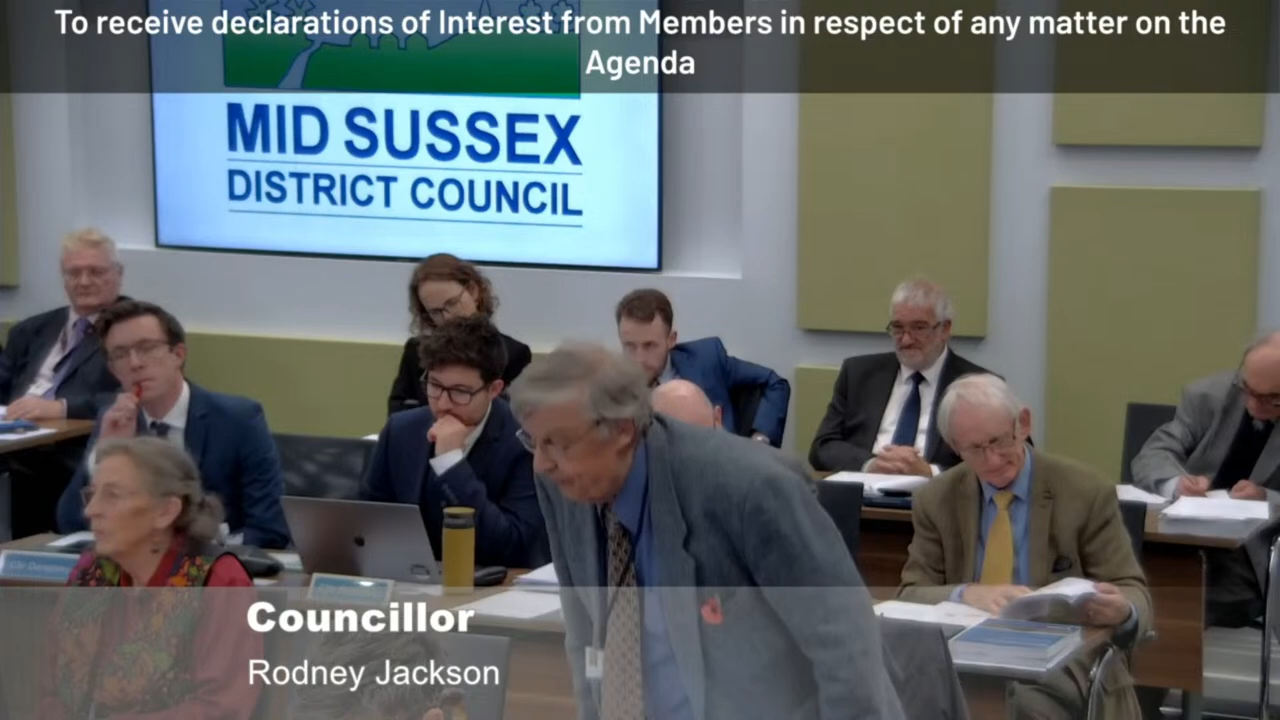 To receive declarations of Interest from Members in respect of any matter on the
Agenda
MID SUSSEX
DISTRICT COUNCIL
Councillor
Rodney Jackson